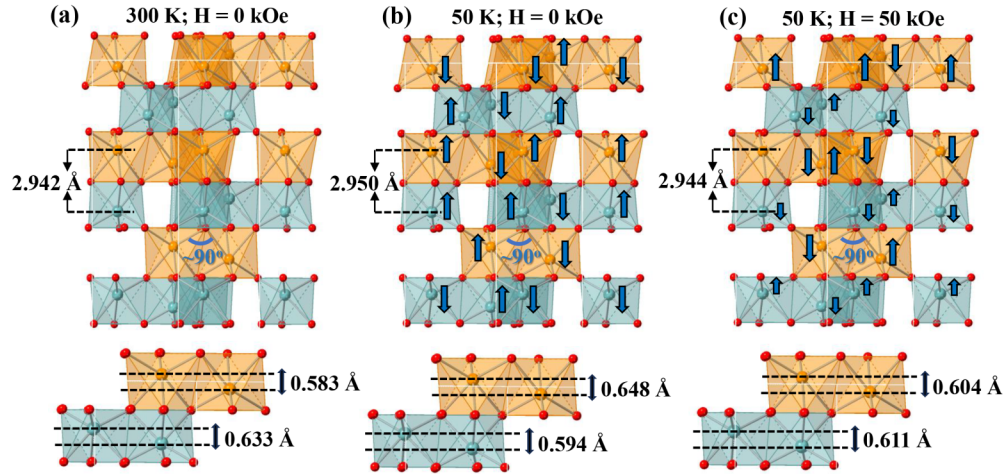 (a) 300 K; H = 0 kOe
2.942 Å
~90°
0.583 Å
0.633 Å
(b) 50 K; H = 0 kOe
2.950 Å
~90°
0.648 Å
0.594 Å
(c) 50 K; H = 50 kOe
2.944 Å
~90°
0.604 Å
0.611 Å